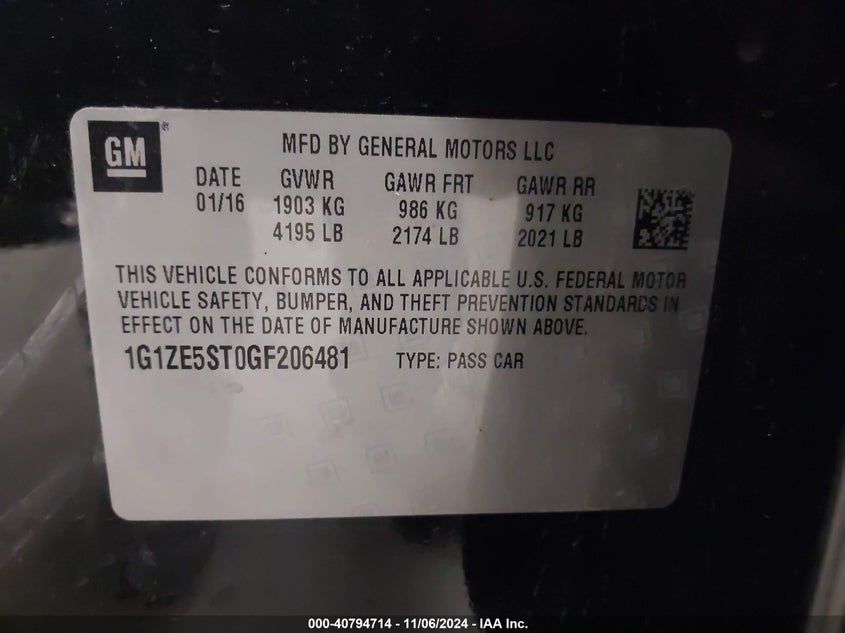 GM®
MFD BY GENERAL MOTORS LLC
DATE GVWR GAWR FRT GAWR RR
01/16 1903 KG 986 KG 917 KG
4195 LB 2174 LB 2021 LB
THIS VEHICLE CONFORMS TO ALL APPLICABLE U.S. FEDERAL MOTOR
VEHICLE SAFETY, BUMPER, AND THEFT PREVENTION STANDARDS IN
EFFECT ON THE DATE OF MANUFACTURE SHOWN ABOVE.
1G1ZE5ST0GF206481 TYPE: PASS CAR
000-40794714 - 11/06/2024 - IAA Inc.